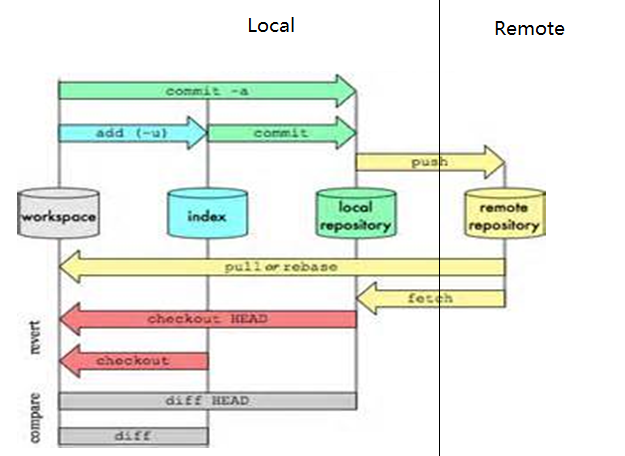 Local
Remote
commit -a
add (-u)
commit
push
workspace
index
local
repository
remote
repository
pull or rebase
fetch
revert
checkout HEAD
checkout
compare
diff HEAD
diff